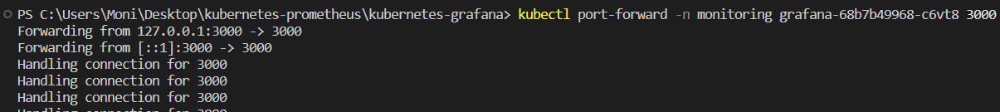 PS C:\Users\Moni\Desktop\kubernetes-prometheus\kubernetes-grafana> kubectl port-forward -n monitoring grafana-68b7b49968-c6vt8 3000
Forwarding from 127.0.0.1:3000 -> 3000
Forwarding from [::1]:3000 -> 3000
Handling connection for 3000
Handling connection for 3000
Handling connection for 3000
Handling connection for 3000